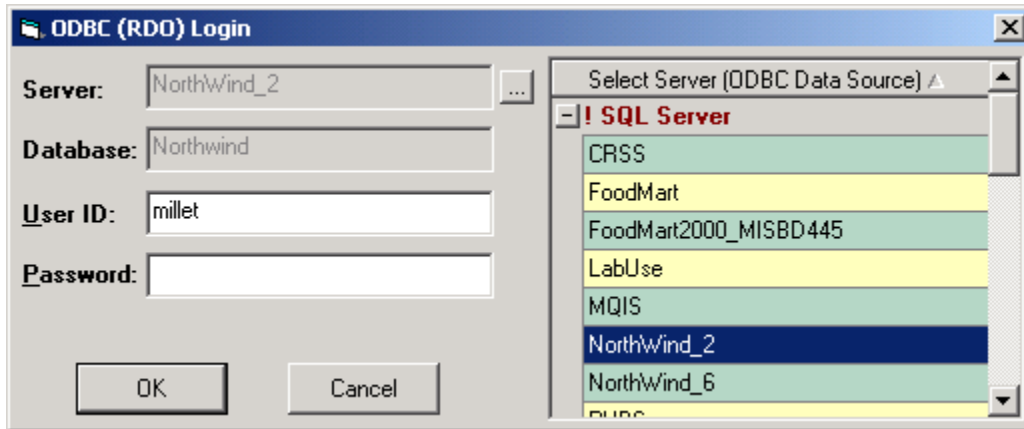 ODBC (RDO) Login
Server: NorthWind_2 ...
Database: Northwind
User ID: millet
Password:
OK Cancel
Select Server (ODBC Data Source)
! SQL Server
CRSS
FoodMart
FoodMart2000_MISBD445
LabUse
MQIS
NorthWind_2
NorthWind_6